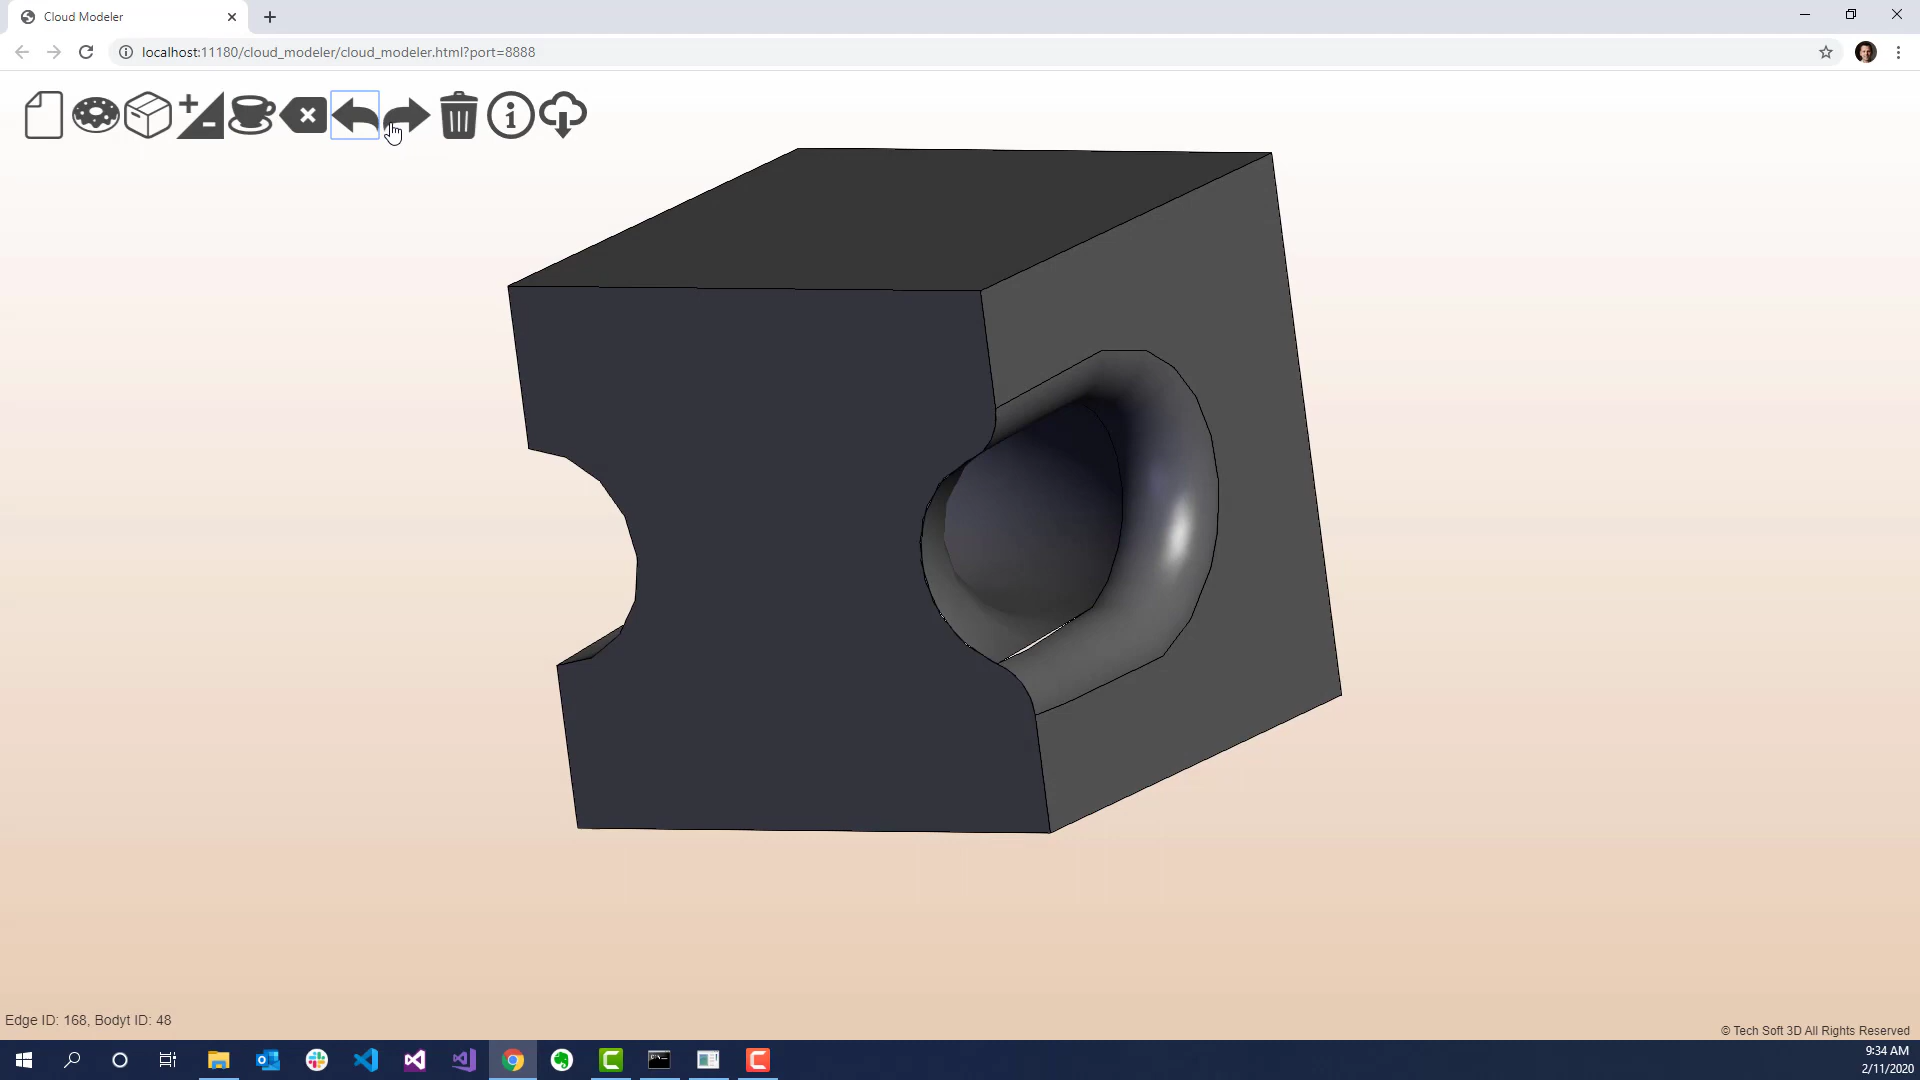 Cloud Modeler
localhost:11180/cloud_modeler/cloud_modeler.html?port=8888
Edge ID: 168, Bodyt ID: 48
© Tech Soft 3D All Rights Reserved
9:34 AM
2/11/2020